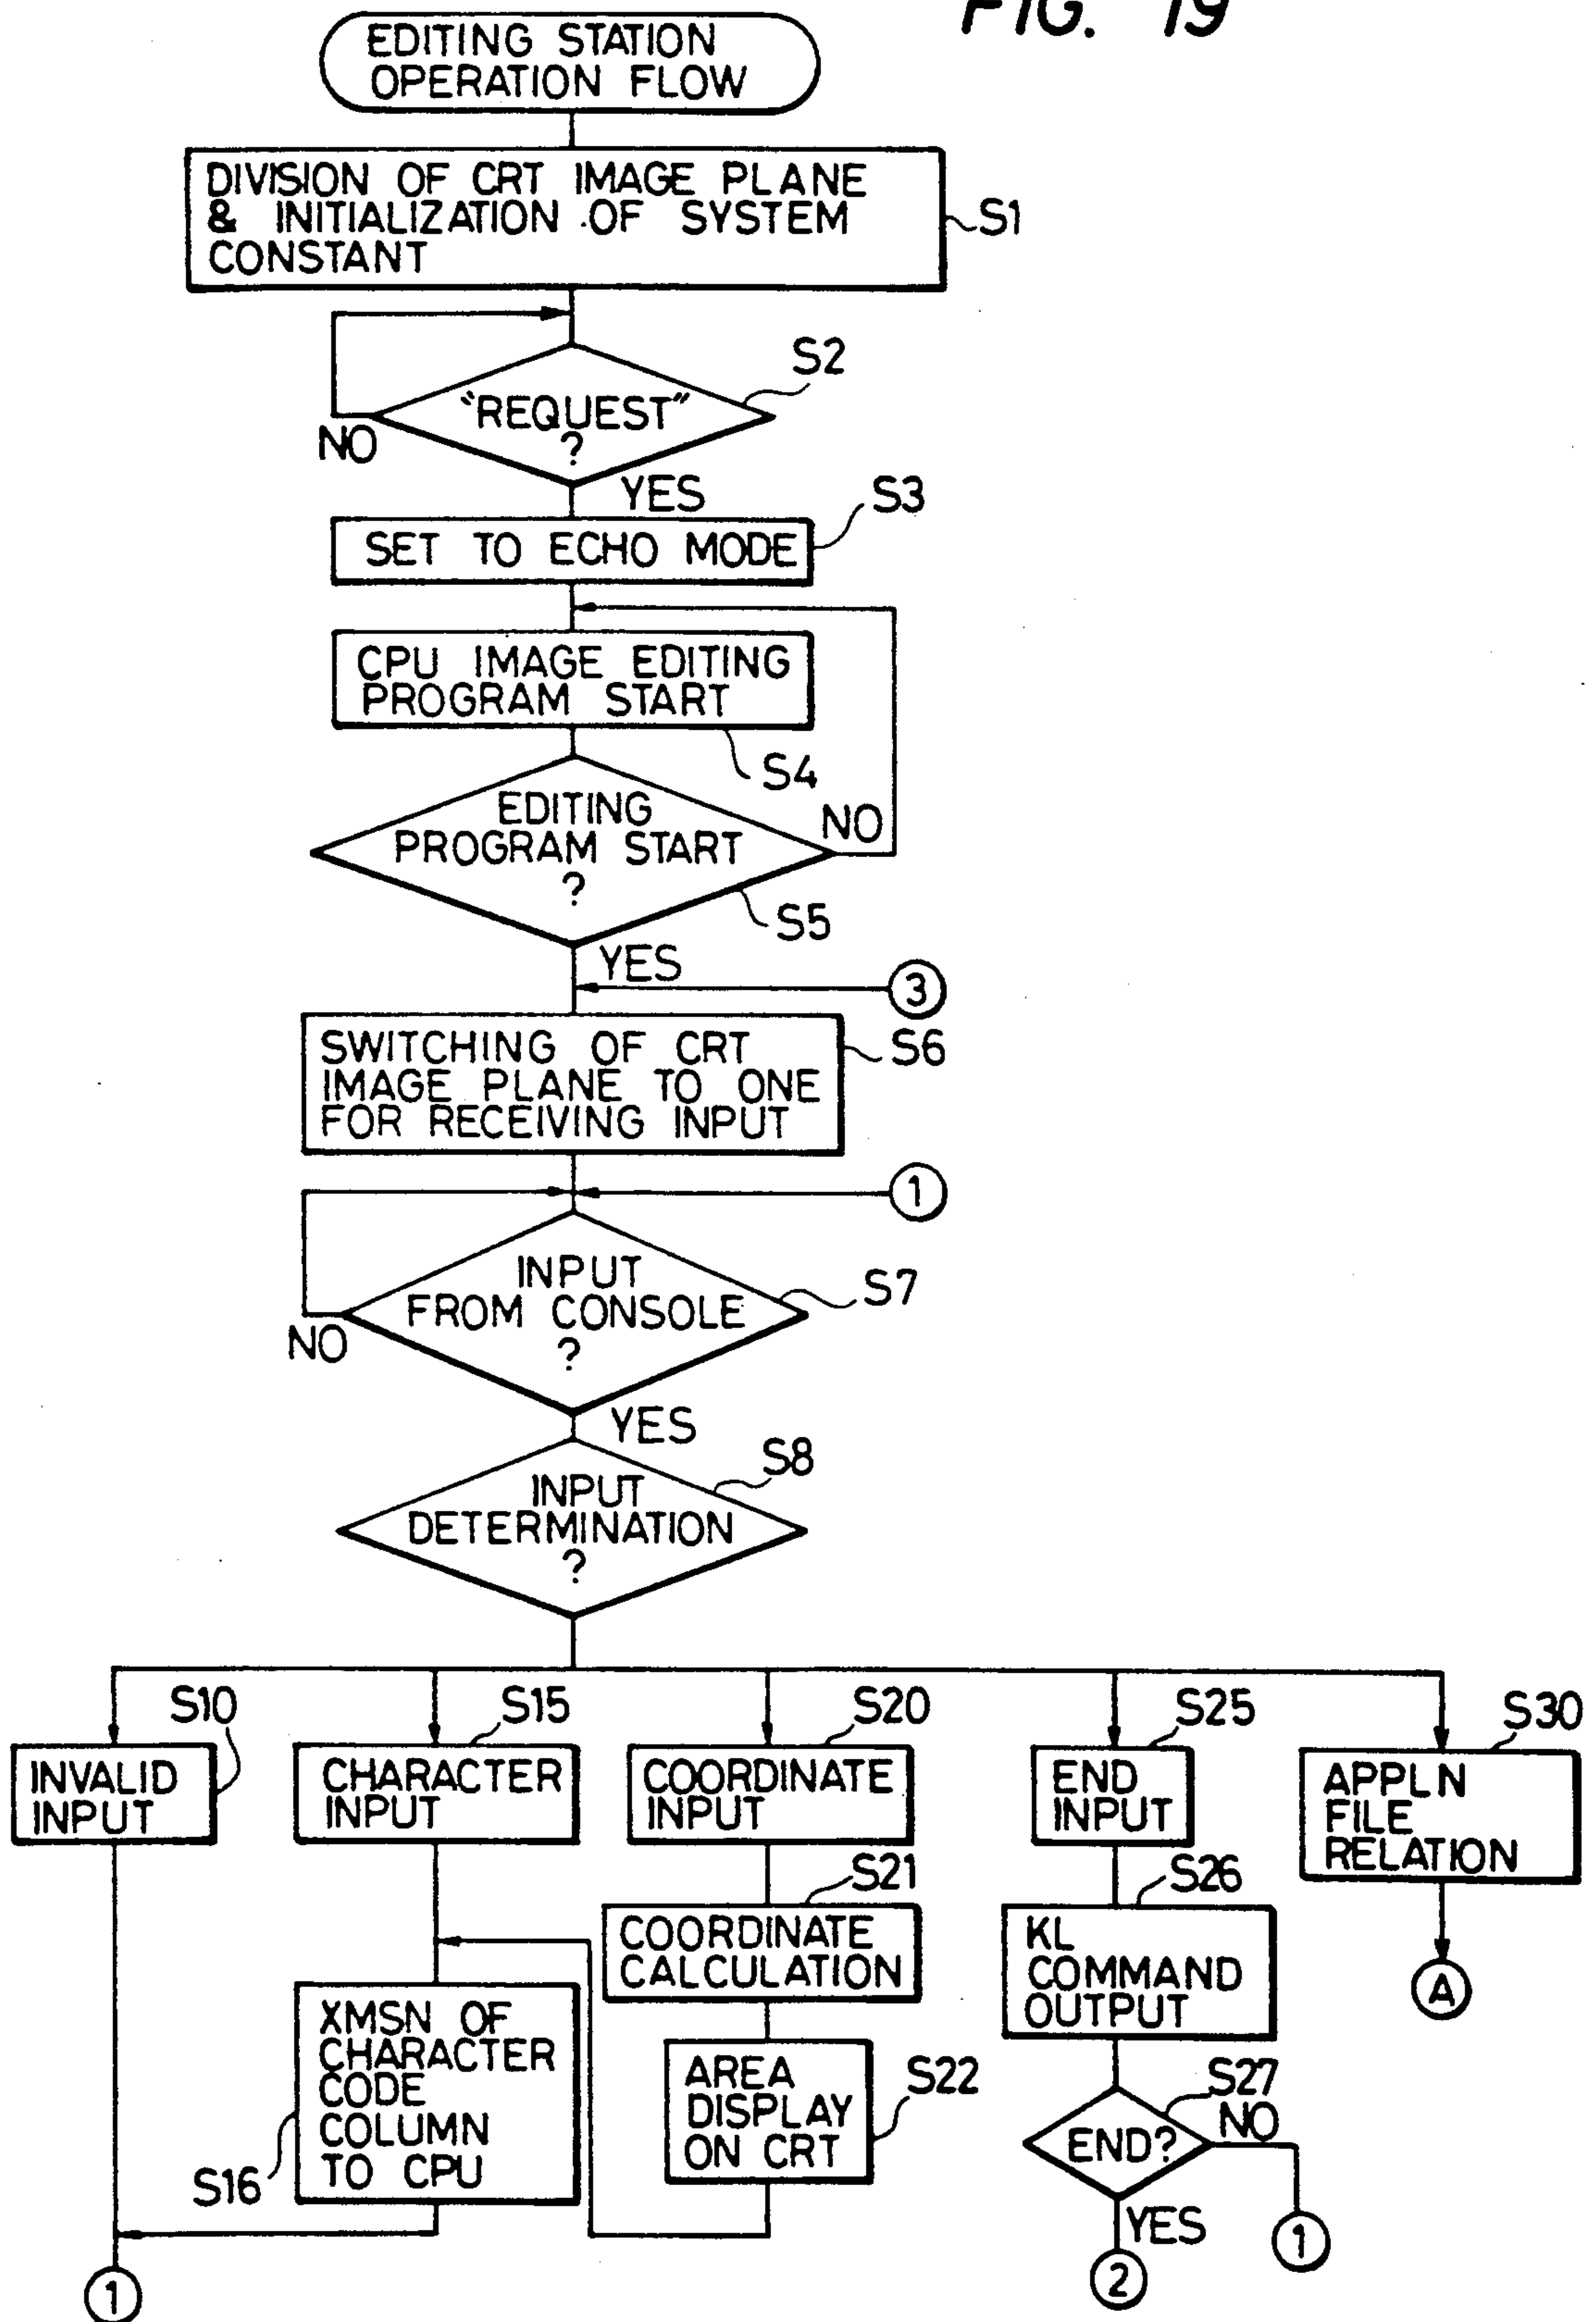 FIG. 19
EDITING STATION
OPERATION FLOW
DIVISION OF CRT IMAGE PLANE
& INITIALIZATION OF SYSTEM
CONSTANT
S1
S2
"REQUEST"
?
NO
YES
S3
SET TO ECHO MODE
CPU IMAGE EDITING
PROGRAM START
S4
EDITING
PROGRAM START
?
NO
S5
YES
3
SWITCHING OF CRT
IMAGE PLANE TO ONE
FOR RECEIVING INPUT
S6
1
INPUT
FROM CONSOLE
?
S7
NO
YES
S8
INPUT
DETERMINATION
?
S10
INVALID
INPUT
S15
CHARACTER
INPUT
S20
COORDINATE
INPUT
S25
END
INPUT
S30
APPLN
FILE
RELATION
S21
COORDINATE
CALCULATION
S26
KL
COMMAND
OUTPUT
A
XMSN OF
CHARACTER
CODE
COLUMN
TO CPU
S16
AREA
DISPLAY
ON CRT
S22
S27
END?
NO
YES
1
2
1